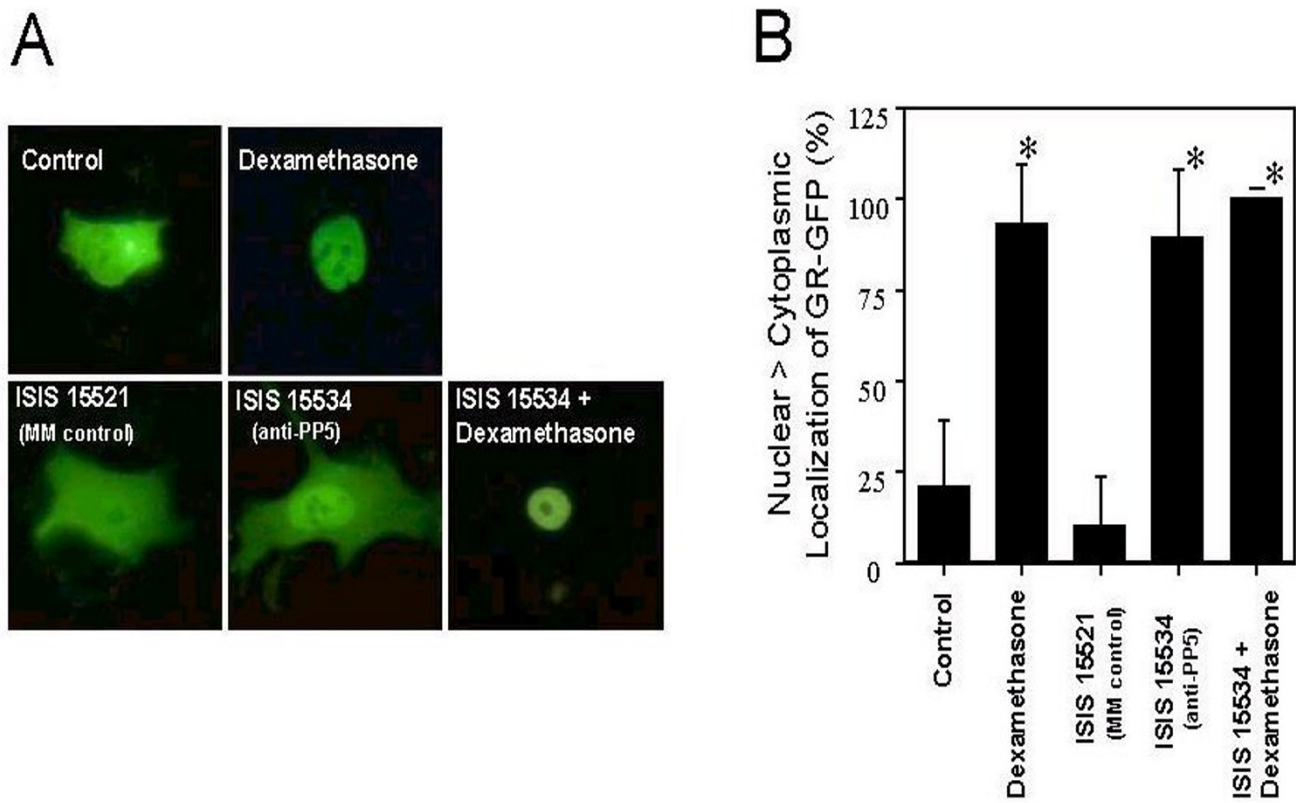 A
Control
Dexamethasone
ISIS 15521
(MM control)
ISIS 15534
(anti-PP5)
ISIS 15534 +
Dexamethasone
B
Nuclear > Cytoplasmic
Localization of GR-GFP (%)
125
100
75
50
25
0
*
*
*
Control
Dexamethasone
ISIS 15521
(MM control)
ISIS 15534
(anti-PP5)
ISIS 15534 +
Dexamethasone